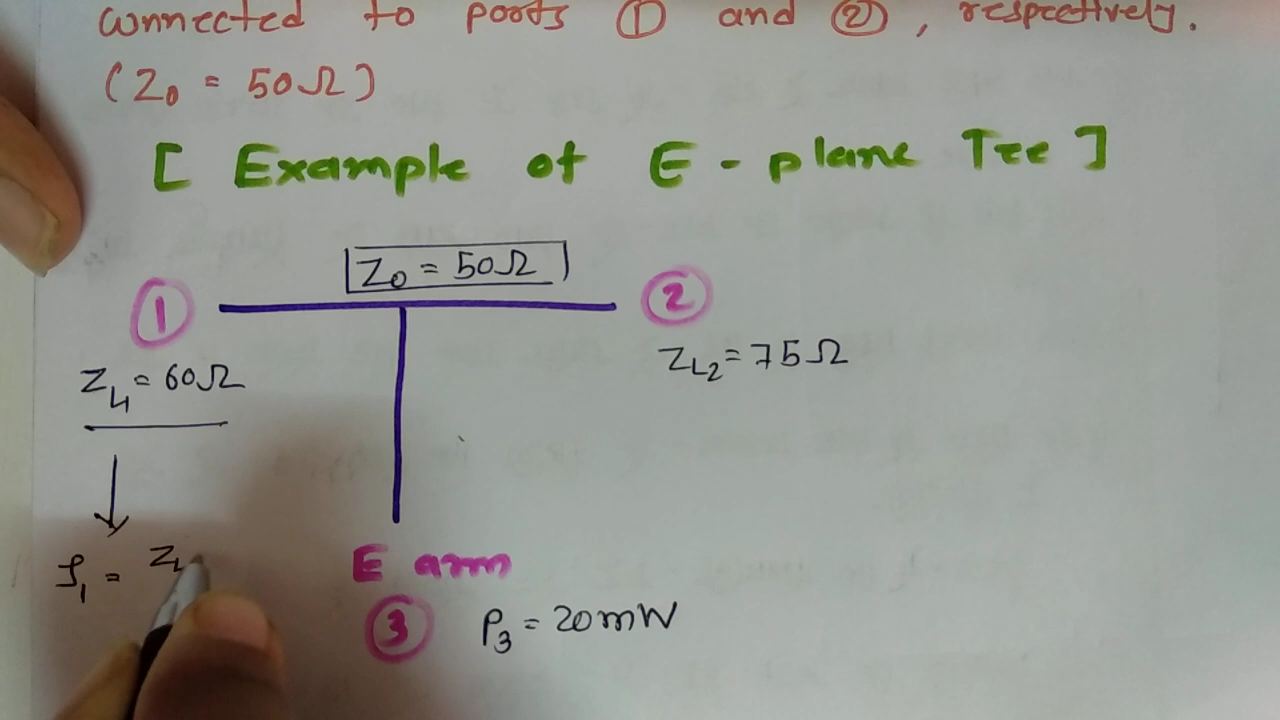 connected to ports ① and ②, respectively.
(Z₀ = 50Ω)
[ Example of E - plane Tee ]
Z₀ = 50Ω
①
②
Z_L1 = 60Ω
Z_L2 = 75Ω
ρ₁ = Z_L
E arm
③ P₃ = 20mW